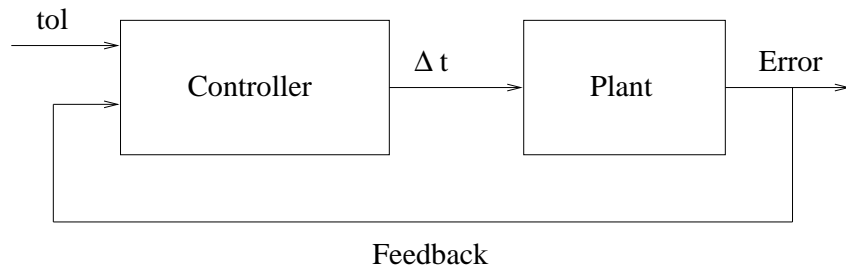 tol
Controller
Δ t
Plant
Error
Feedback